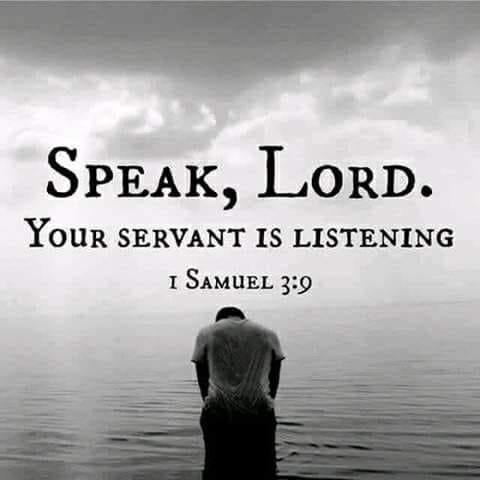 Speak, Lord.
Your servant is listening
1 Samuel 3:9